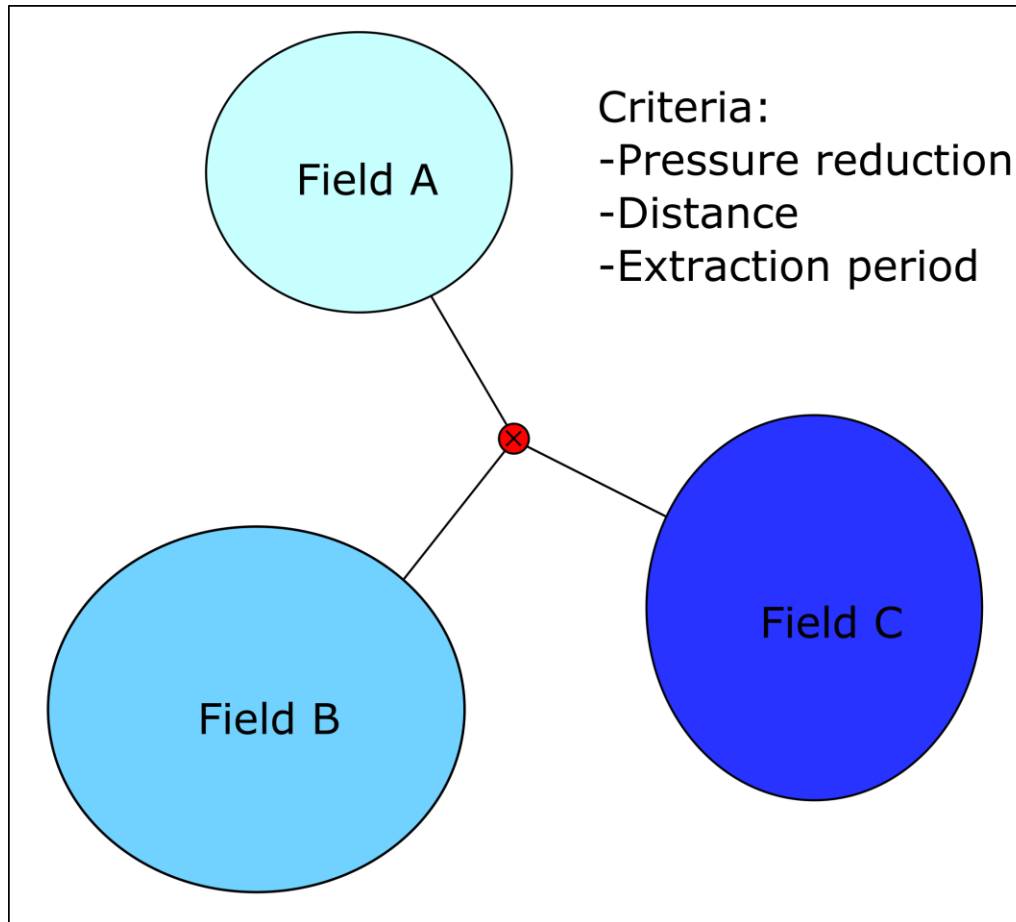 Field A
Criteria:
-Pressure reduction
-Distance
-Extraction period
Field B
Field C